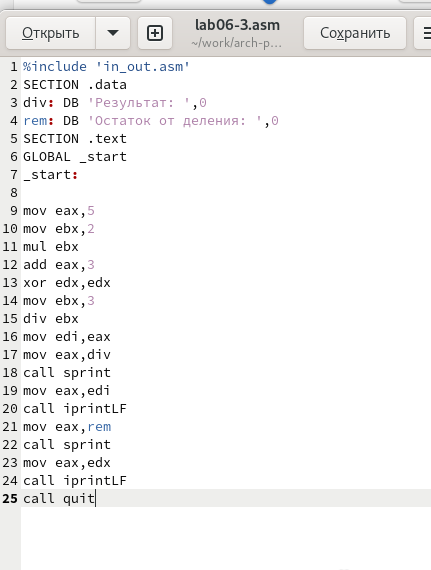 Открыть
lab06-3.asm
~/work/arch-p...
Сохранить
1 %include 'in_out.asm'
2 SECTION .data
3 div: DB 'Результат: ',0
4 rem: DB 'Остаток от деления: ',0
5 SECTION .text
6 GLOBAL _start
7 _start:
8
9 mov eax,5
10 mov ebx,2
11 mul ebx
12 add eax,3
13 xor edx,edx
14 mov ebx,3
15 div ebx
16 mov edi,eax
17 mov eax,div
18 call sprint
19 mov eax,edi
20 call iprintLF
21 mov eax,rem
22 call sprint
23 mov eax,edx
24 call iprintLF
25 call quit